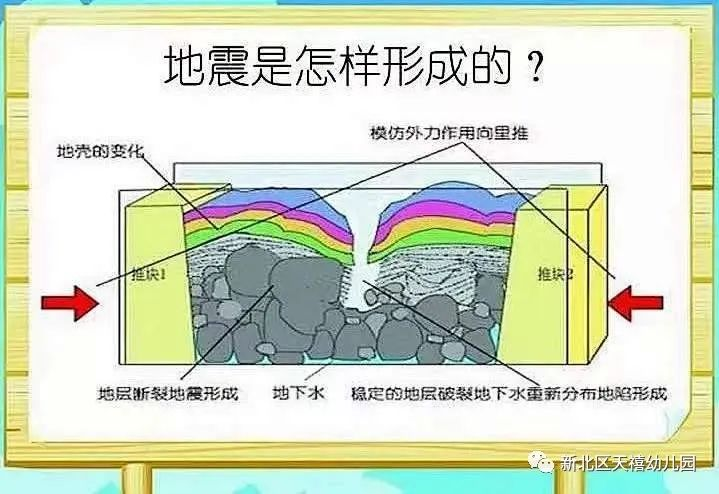 地震是怎样形成的？
模仿外力作用向里推
地壳的变化
推块1
推块2
地层断裂地震形成
地下水
稳定的地层破裂地下水重新分布地陷形成
新北区天禧幼儿园